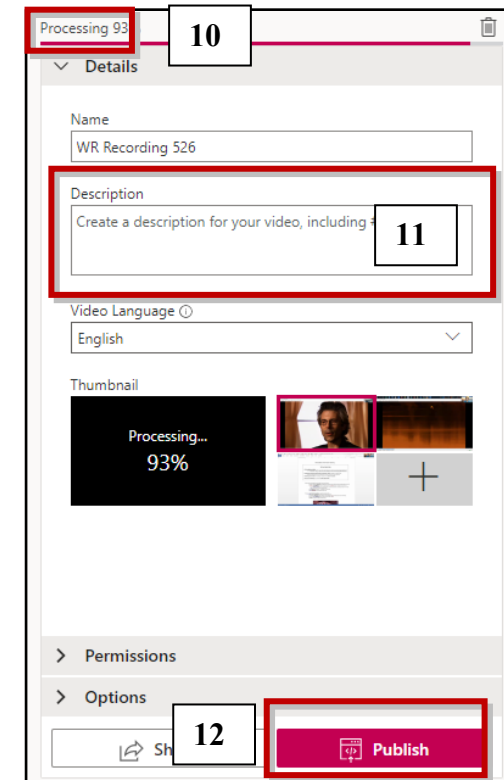 Processing 93
10
Details
Name
WR Recording 526
Description
Create a description for your video, including
11
Video Language
English
Thumbnail
Processing...
93%
Permissions
Options
12
Publish